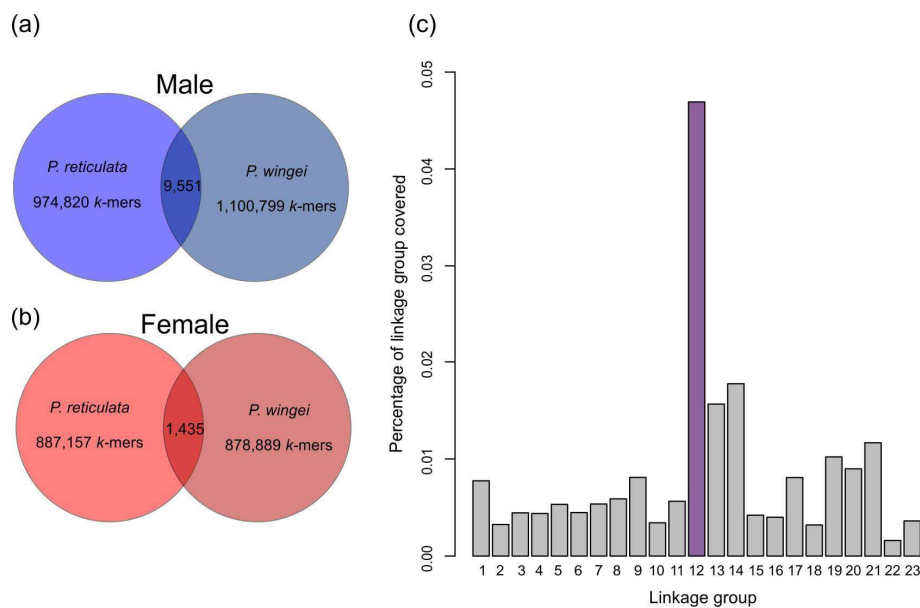 (a)
Male
P. reticulata
974,820 k-mers
9,551
P. wingei
1,100,799 k-mers
(b)
Female
P. reticulata
887,157 k-mers
1,435
P. wingei
878,889 k-mers
(c)
Percentage of linkage group covered
0.05
0.04
0.03
0.02
0.01
0.00
1 2 3 4 5 6 7 8 9 10 11 12 13 14 15 16 17 18 19 20 21 22 23
Linkage group